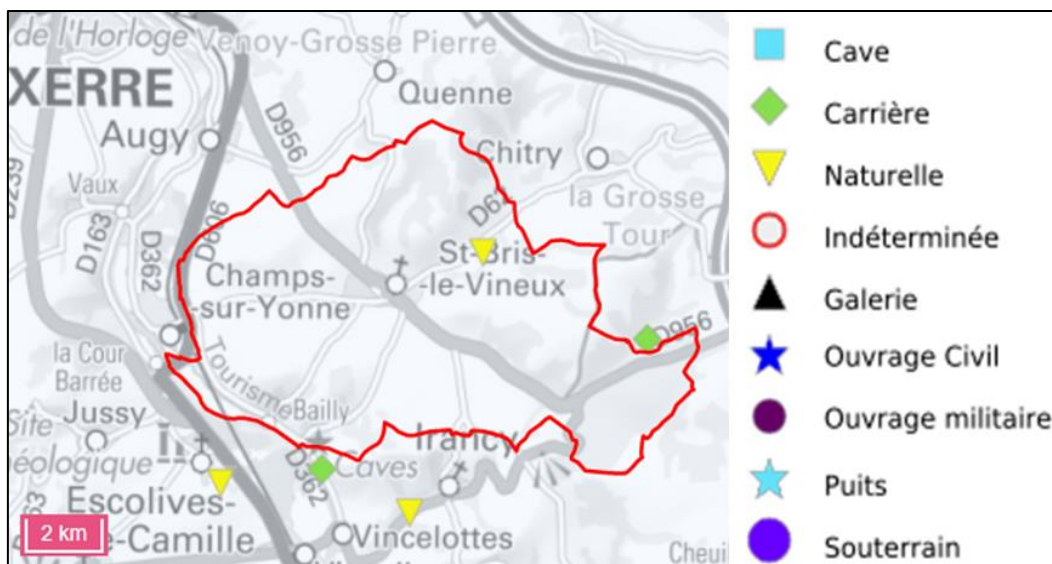 de l'Horloge Venoy-Grosse Pierre
XERRE
Quenne
Augy
D956
Chitry
D239
Vaux
la Grosse
Tour
D163
D362
D606
D62
St-Bris-
-le-Vineux
Champs-
-sur-Yonne
D956
la Cour
Barrée
Tourisme
Bailly
Jussy
Site
Irancy
D362
Caves
Escolives-
-Camille
Vincelottes
Cheuil
2 km
Cave
Carrière
Naturelle
Indéterminée
Galerie
Ouvrage Civil
Ouvrage militaire
Puits
Souterrain